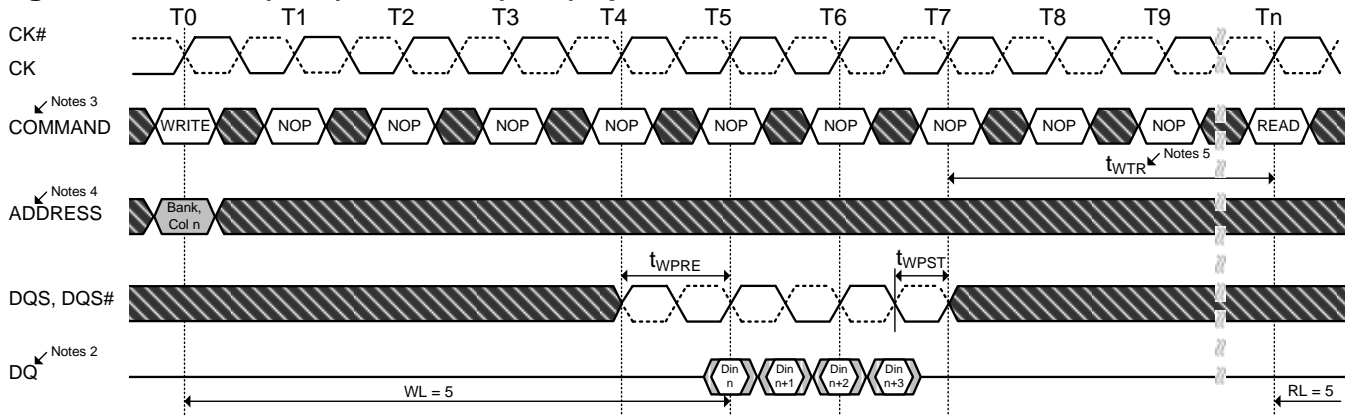 T0 T1 T2 T3 T4 T5 T6 T7 T8 T9 Tn
CK#
CK
Notes 3
COMMAND WRITE NOP NOP NOP NOP NOP NOP NOP NOP NOP READ
tWTR Notes 5
Notes 4
ADDRESS
Bank,
Col n
tWPRE tWPST
DQS, DQS#
Notes 2
DQ
Din Din Din Din
n n+1 n+2 n+3
WL = 5 RL = 5